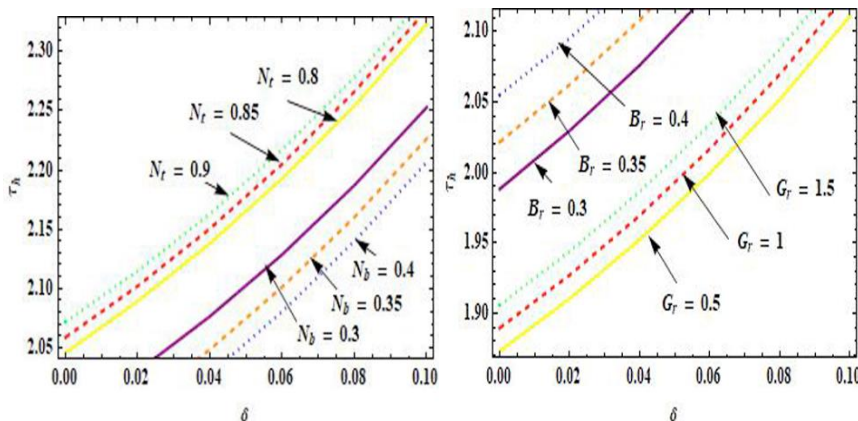 2.30
2.25
2.20
2.15
2.10
2.05
τₕ
N_t = 0.8
N_t = 0.85
N_t = 0.9
N_b = 0.4
N_b = 0.35
N_b = 0.3
0.00 0.02 0.04 0.06 0.08 0.10
δ
2.10
2.05
2.00
1.95
1.90
τₕ
B_r = 0.4
B_r = 0.35
B_r = 0.3
G_r = 1.5
G_r = 1
G_r = 0.5
0.00 0.02 0.04 0.06 0.08 0.10
δ